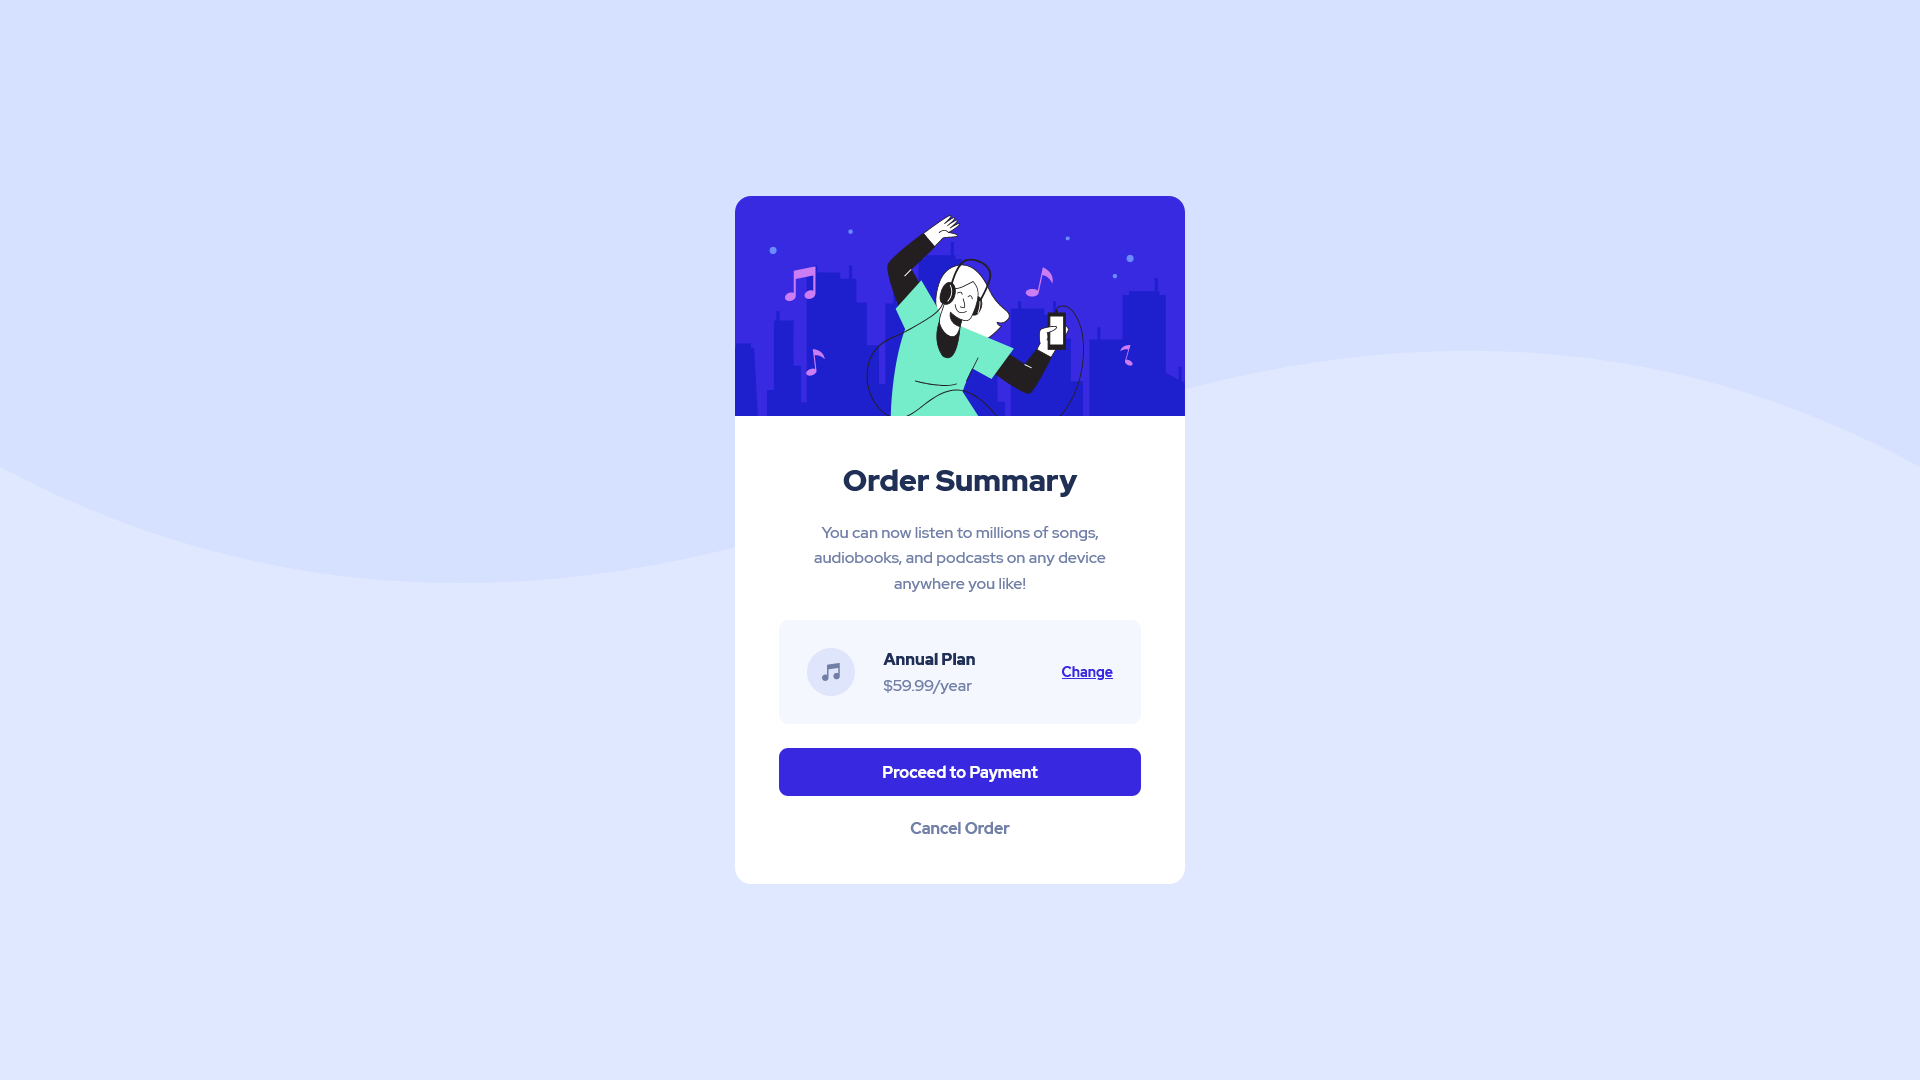 Order Summary
You can now listen to millions of songs,
audiobooks, and podcasts on any device
anywhere you like!
Annual Plan
$59.99/year
Change
Proceed to Payment
Cancel Order